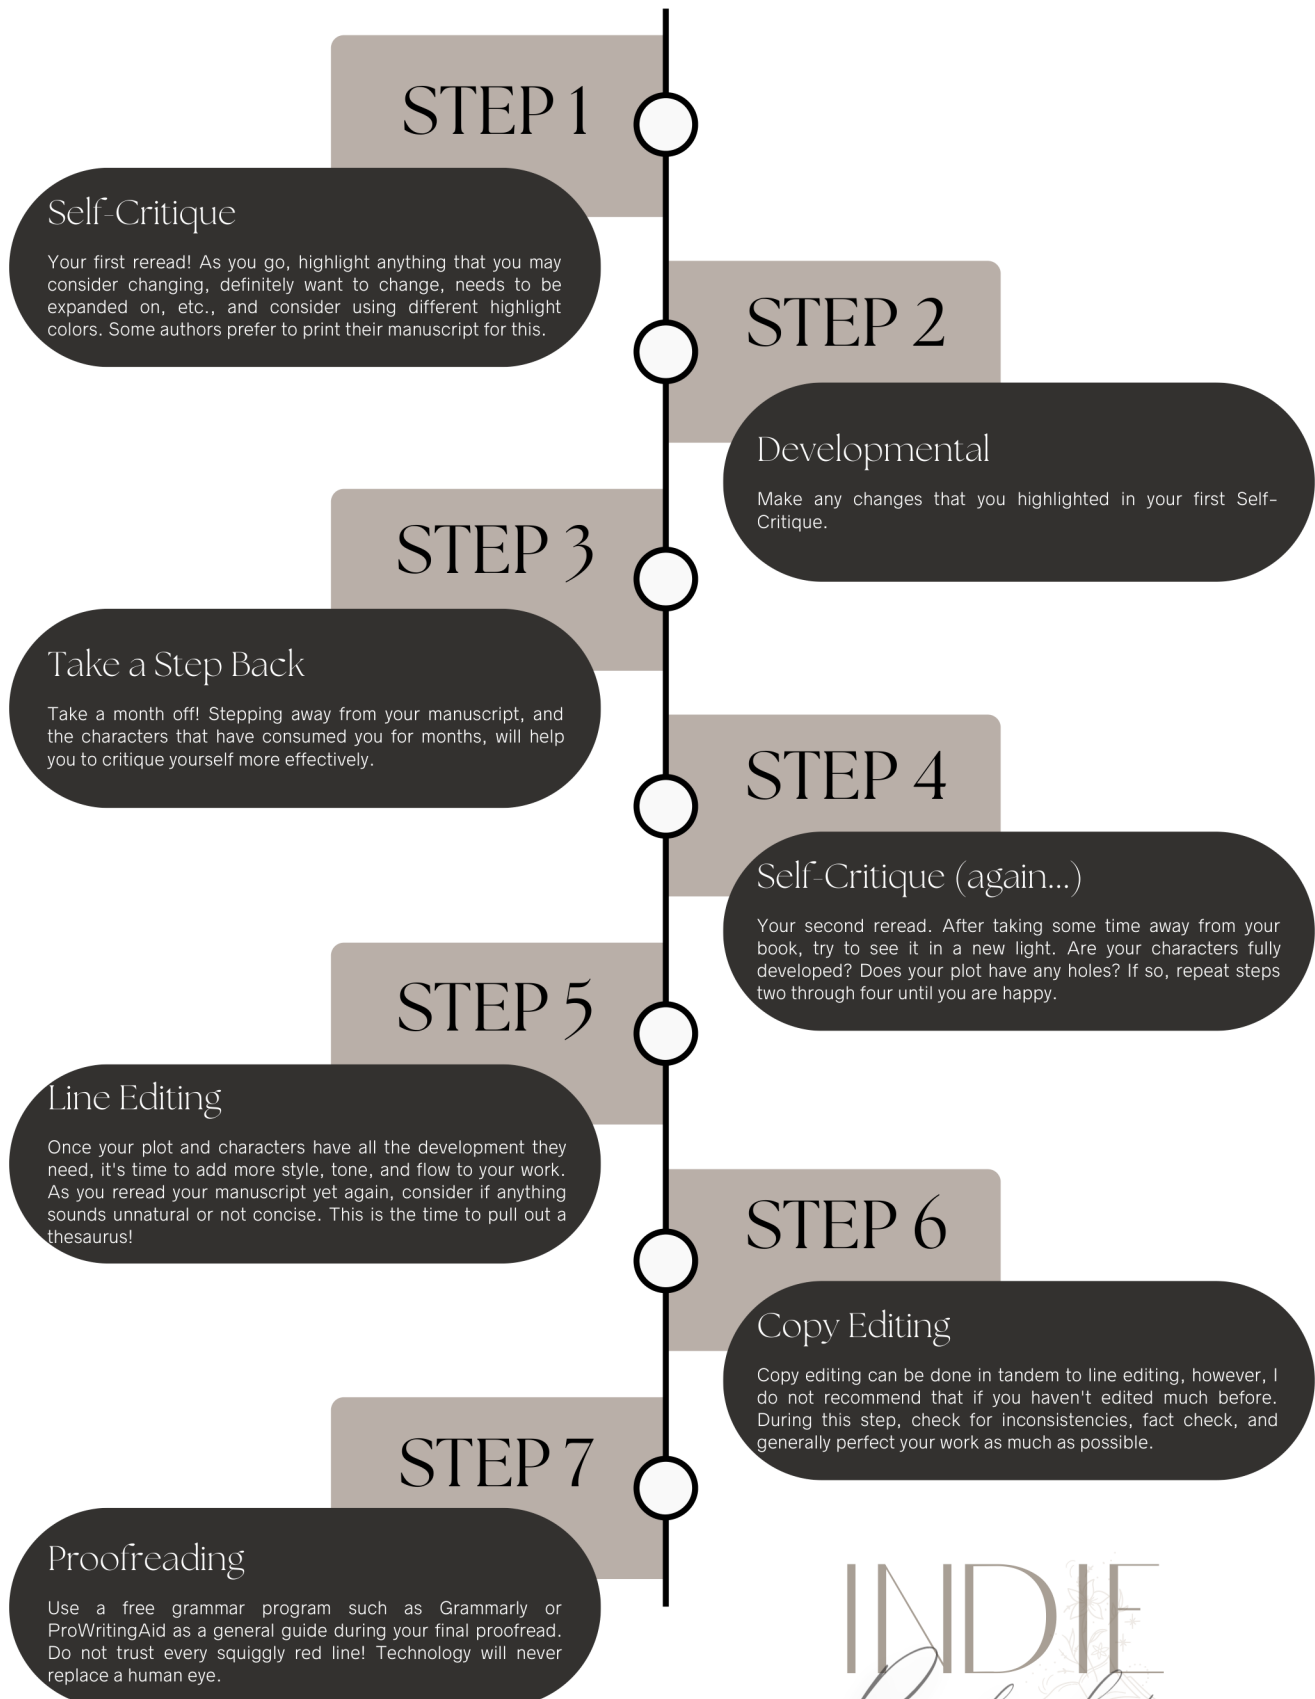 STEP 1
Self-Critique
Your first reread! As you go, highlight anything that you may
consider changing, definitely want to change, needs to be
expanded on, etc., and consider using different highlight
colors. Some authors prefer to print their manuscript for this.
STEP 2
Developmental
Make any changes that you highlighted in your first Self-
Critique.
STEP 3
Take a Step Back
Take a month off! Stepping away from your manuscript, and
the characters that have consumed you for months, will help
you to critique yourself more effectively.
STEP 4
Self-Critique (again...)
Your second reread. After taking some time away from your
book, try to see it in a new light. Are your characters fully
developed? Does your plot have any holes? If so, repeat steps
two through four until you are happy.
STEP 5
Line Editing
Once your plot and characters have all the development they
need, it's time to add more style, tone, and flow to your work.
As you reread your manuscript yet again, consider if anything
sounds unnatural or not concise. This is the time to pull out a
thesaurus!
STEP 6
Copy Editing
Copy editing can be done in tandem to line editing, however, I
do not recommend that if you haven't edited much before.
During this step, check for inconsistencies, fact check, and
generally perfect your work as much as possible.
STEP 7
Proofreading
Use a free grammar program such as Grammarly or
ProWritingAid as a general guide during your final proofread.
Do not trust every squiggly red line! Technology will never
replace a human eye.
INDIE